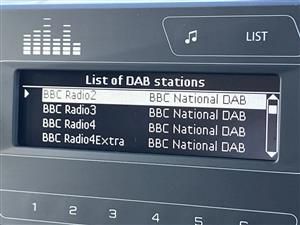 LIST
List of DAB stations
BBC Radio2 BBC National DAB
BBC Radio3 BBC National DAB
BBC Radio4 BBC National DAB
BBC Radio4Extra BBC National DAB
1 2 3 4 5 6